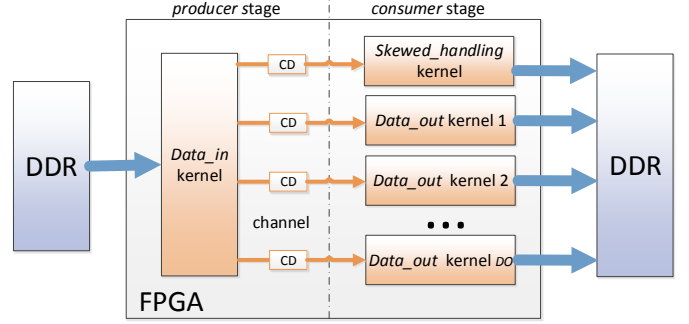 producer stage
consumer stage
DDR
Data_in
kernel
CD
CD
CD
CD
channel
FPGA
Skewed_handling
kernel
Data_out kernel 1
Data_out kernel 2
...
Data_out kernel DO
DDR